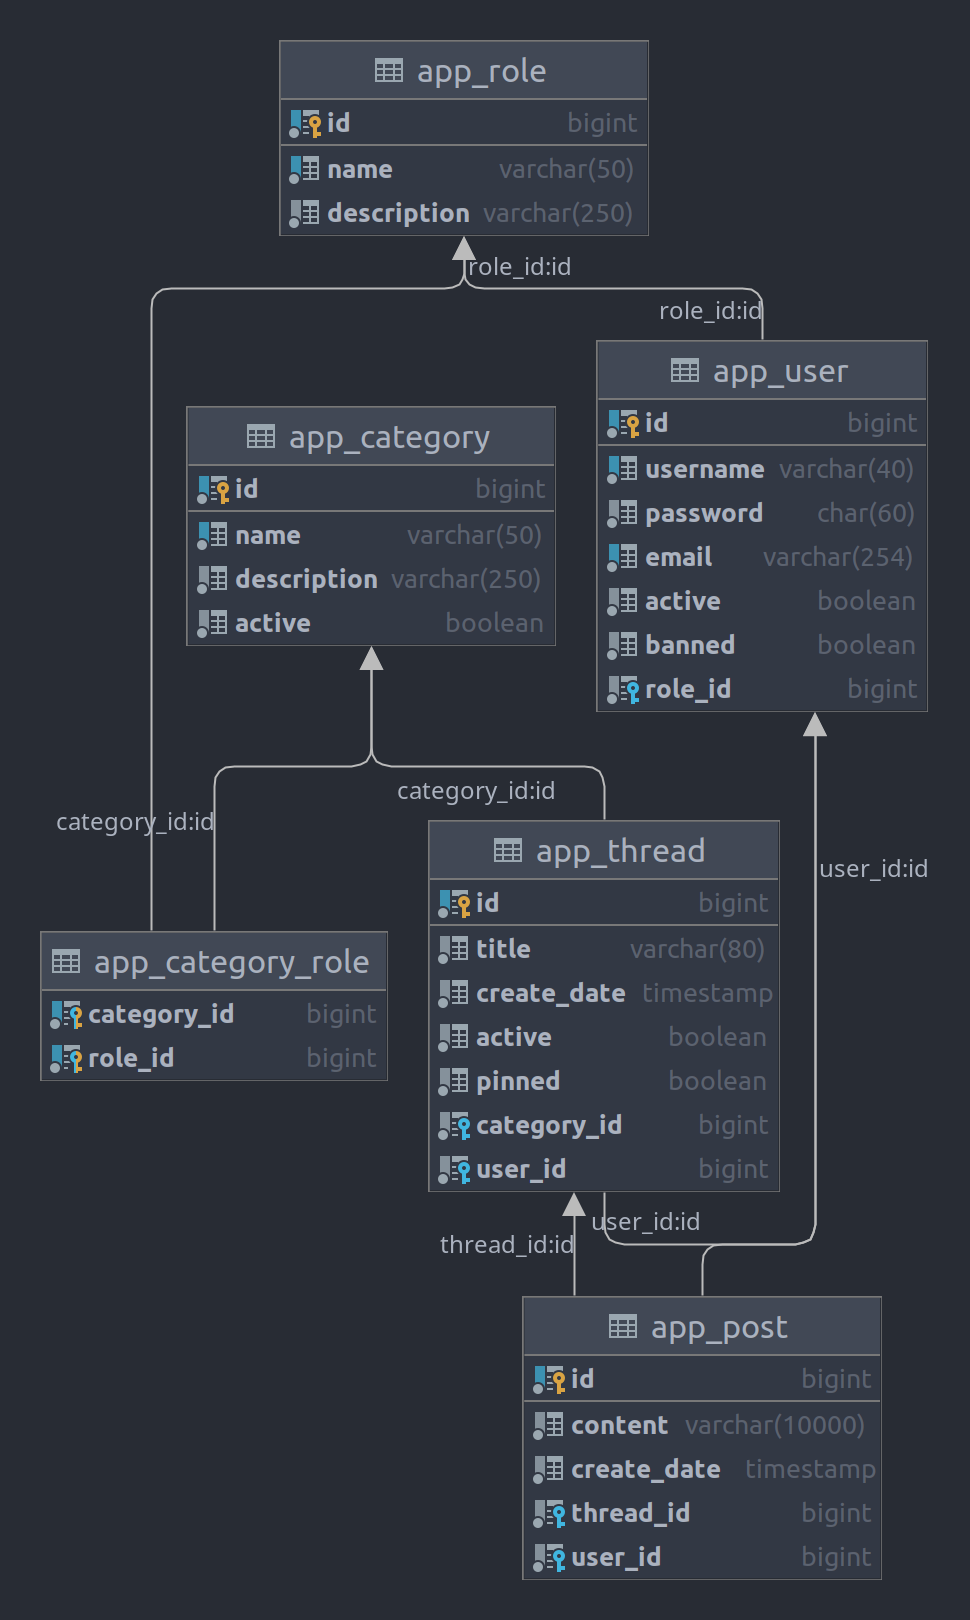 app_role
id bigint
name varchar(50)
description varchar(250)
role_id:id
role_id:id
app_user
id bigint
username varchar(40)
password char(60)
email varchar(254)
active boolean
banned boolean
role_id bigint
app_category
id bigint
name varchar(50)
description varchar(250)
active boolean
category_id:id
category_id:id
user_id:id
app_thread
id bigint
title varchar(80)
create_date timestamp
active boolean
pinned boolean
category_id bigint
user_id bigint
app_category_role
category_id bigint
role_id bigint
user_id:id
thread_id:id
app_post
id bigint
content varchar(10000)
create_date timestamp
thread_id bigint
user_id bigint